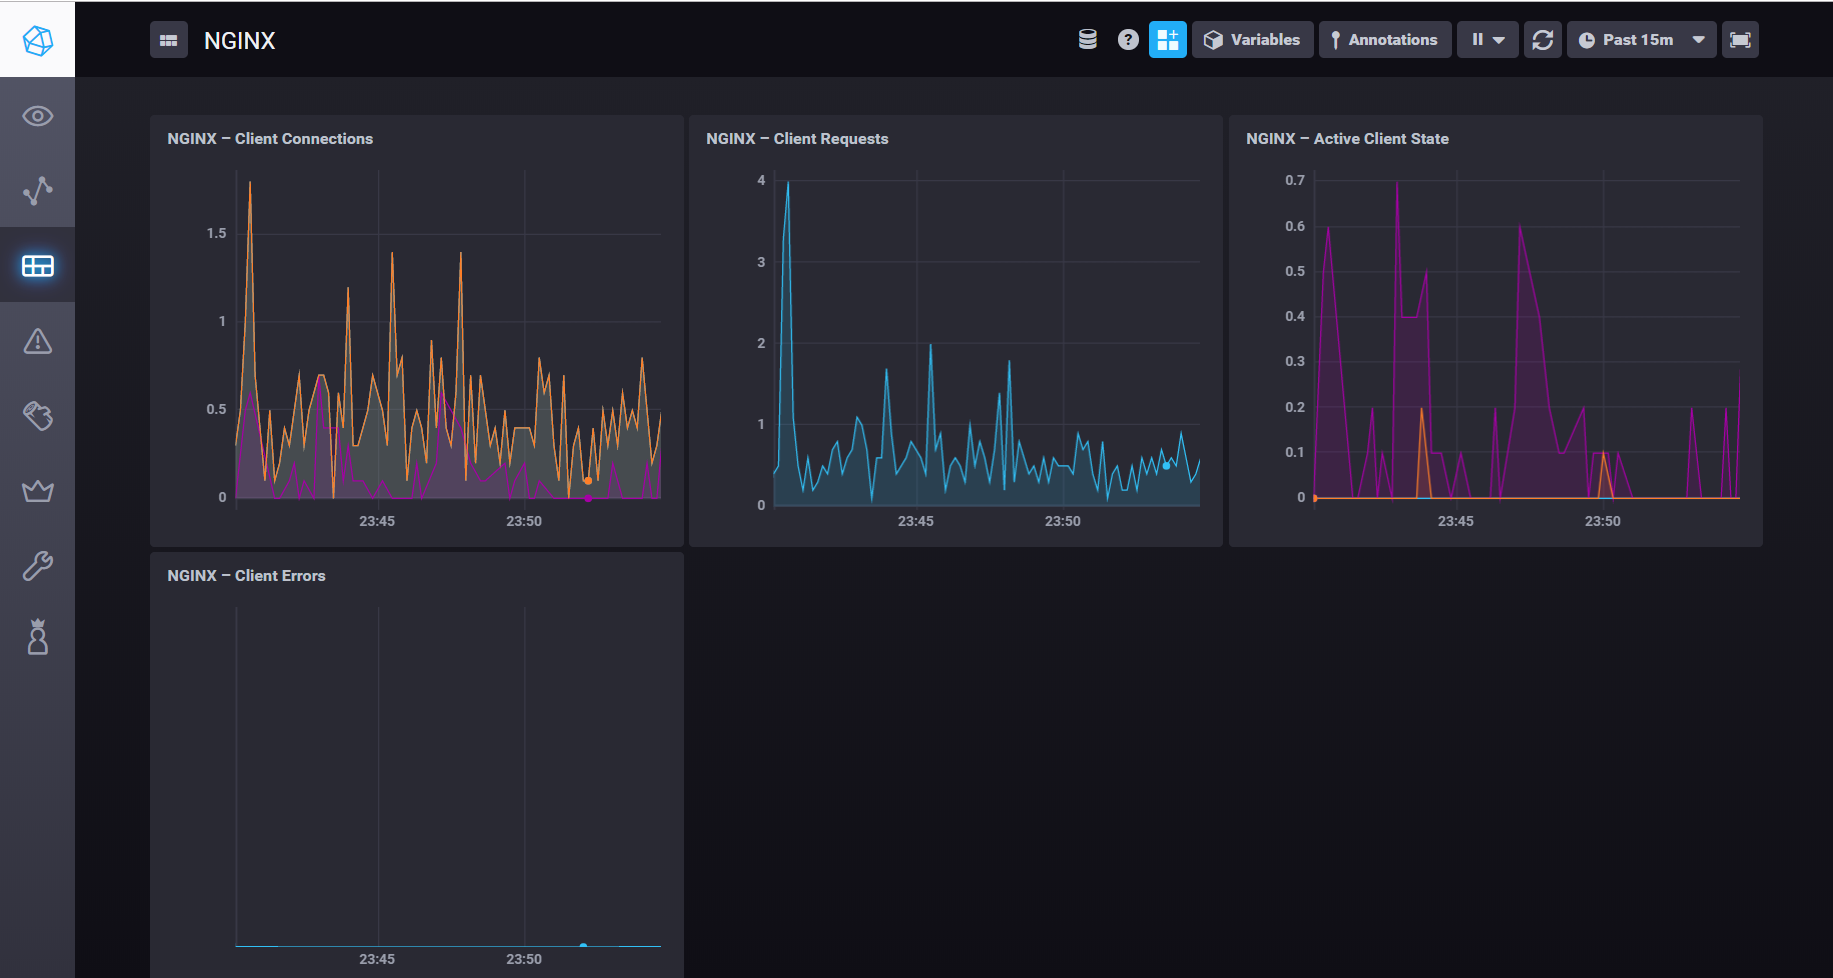 NGINX
?
Variables
Annotations
Past 15m
NGINX – Client Connections
1.5
1
0.5
0
23:45 23:50
NGINX – Client Requests
4
3
2
1
0
23:45 23:50
NGINX – Active Client State
0.7
0.6
0.5
0.4
0.3
0.2
0.1
0
23:45 23:50
NGINX – Client Errors
23:45 23:50